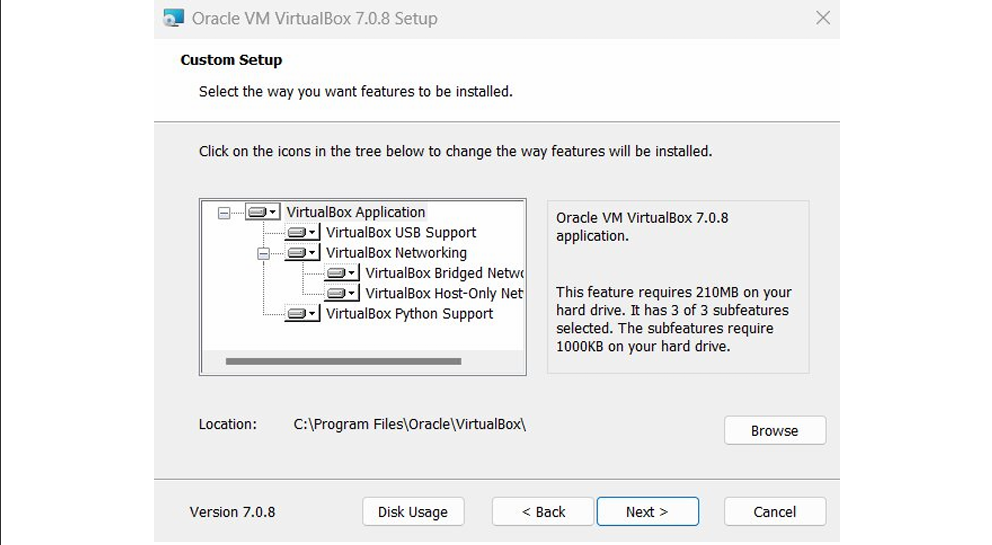 Oracle VM VirtualBox 7.0.8 Setup
Custom Setup
Select the way you want features to be installed.
Click on the icons in the tree below to change the way features will be installed.
VirtualBox Application
VirtualBox USB Support
VirtualBox Networking
VirtualBox Bridged Netwo
VirtualBox Host-Only Net
VirtualBox Python Support
Oracle VM VirtualBox 7.0.8
application.
This feature requires 210MB on your
hard drive. It has 3 of 3 subfeatures
selected. The subfeatures require
1000KB on your hard drive.
Location: C:\Program Files\Oracle\VirtualBox\
Browse
Version 7.0.8 Disk Usage < Back Next > Cancel